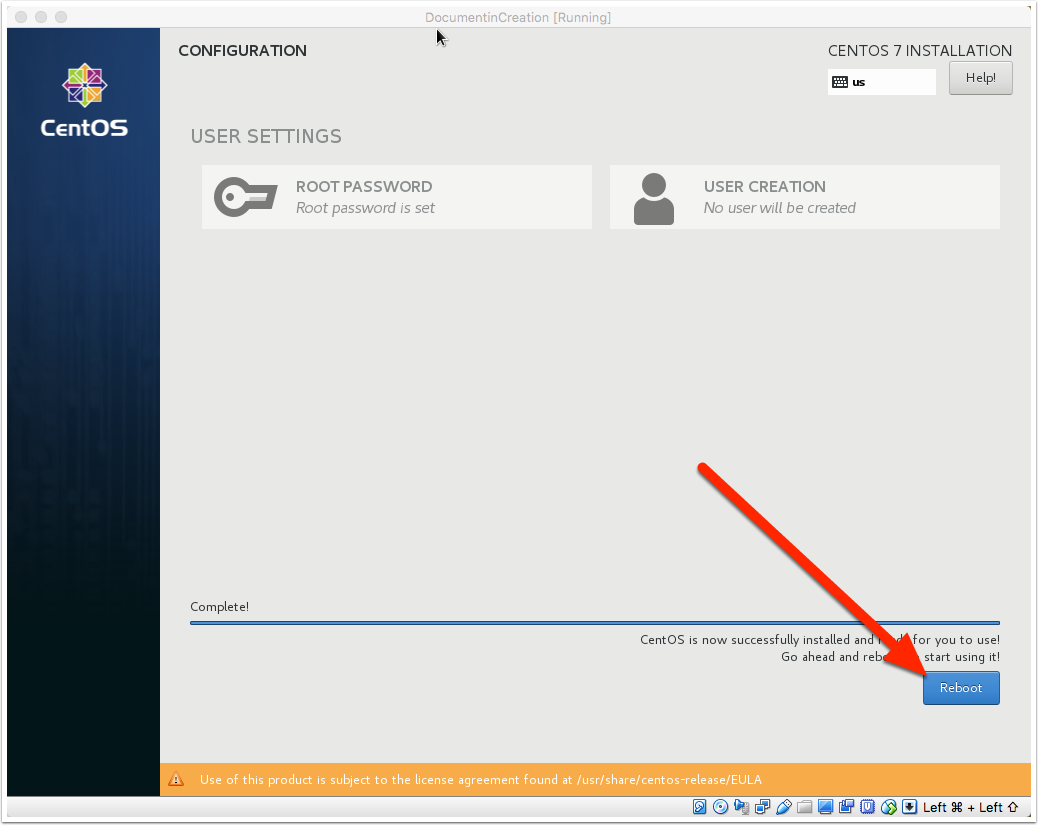 DocumentinCreation [Running]
CONFIGURATION
CENTOS 7 INSTALLATION
us
Help!
CentOS
USER SETTINGS
ROOT PASSWORD
Root password is set
USER CREATION
No user will be created
Complete!
CentOS is now successfully installed and for you to use!
Go ahead and start using it!
Reboot
Use of this product is subject to the license agreement found at /usr/share/centos-release/EULA
Left ⌘ + Left ⇧